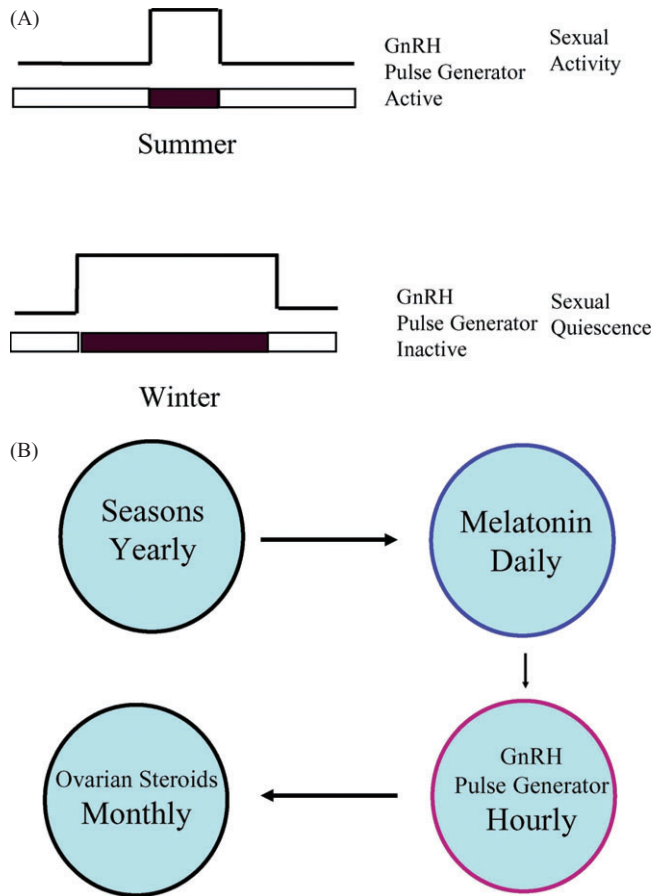 (A)
GnRH
Pulse Generator
Active
Sexual
Activity
Summer
GnRH
Pulse Generator
Inactive
Sexual
Quiescence
Winter
(B)
Seasons
Yearly
Melatonin
Daily
Ovarian Steroids
Monthly
GnRH
Pulse Generator
Hourly